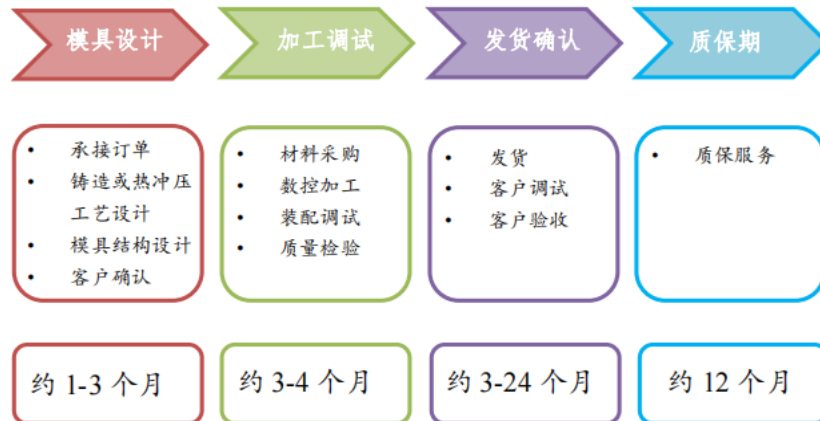 模具设计
加工调试
发货确认
质保期
• 承接订单
• 铸造或热冲压
工艺设计
• 模具结构设计
• 客户确认
• 材料采购
• 数控加工
• 装配调试
• 质量检验
• 发货
• 客户调试
• 客户验收
• 质保服务
约 1-3 个月
约 3-4 个月
约 3-24 个月
约 12 个月